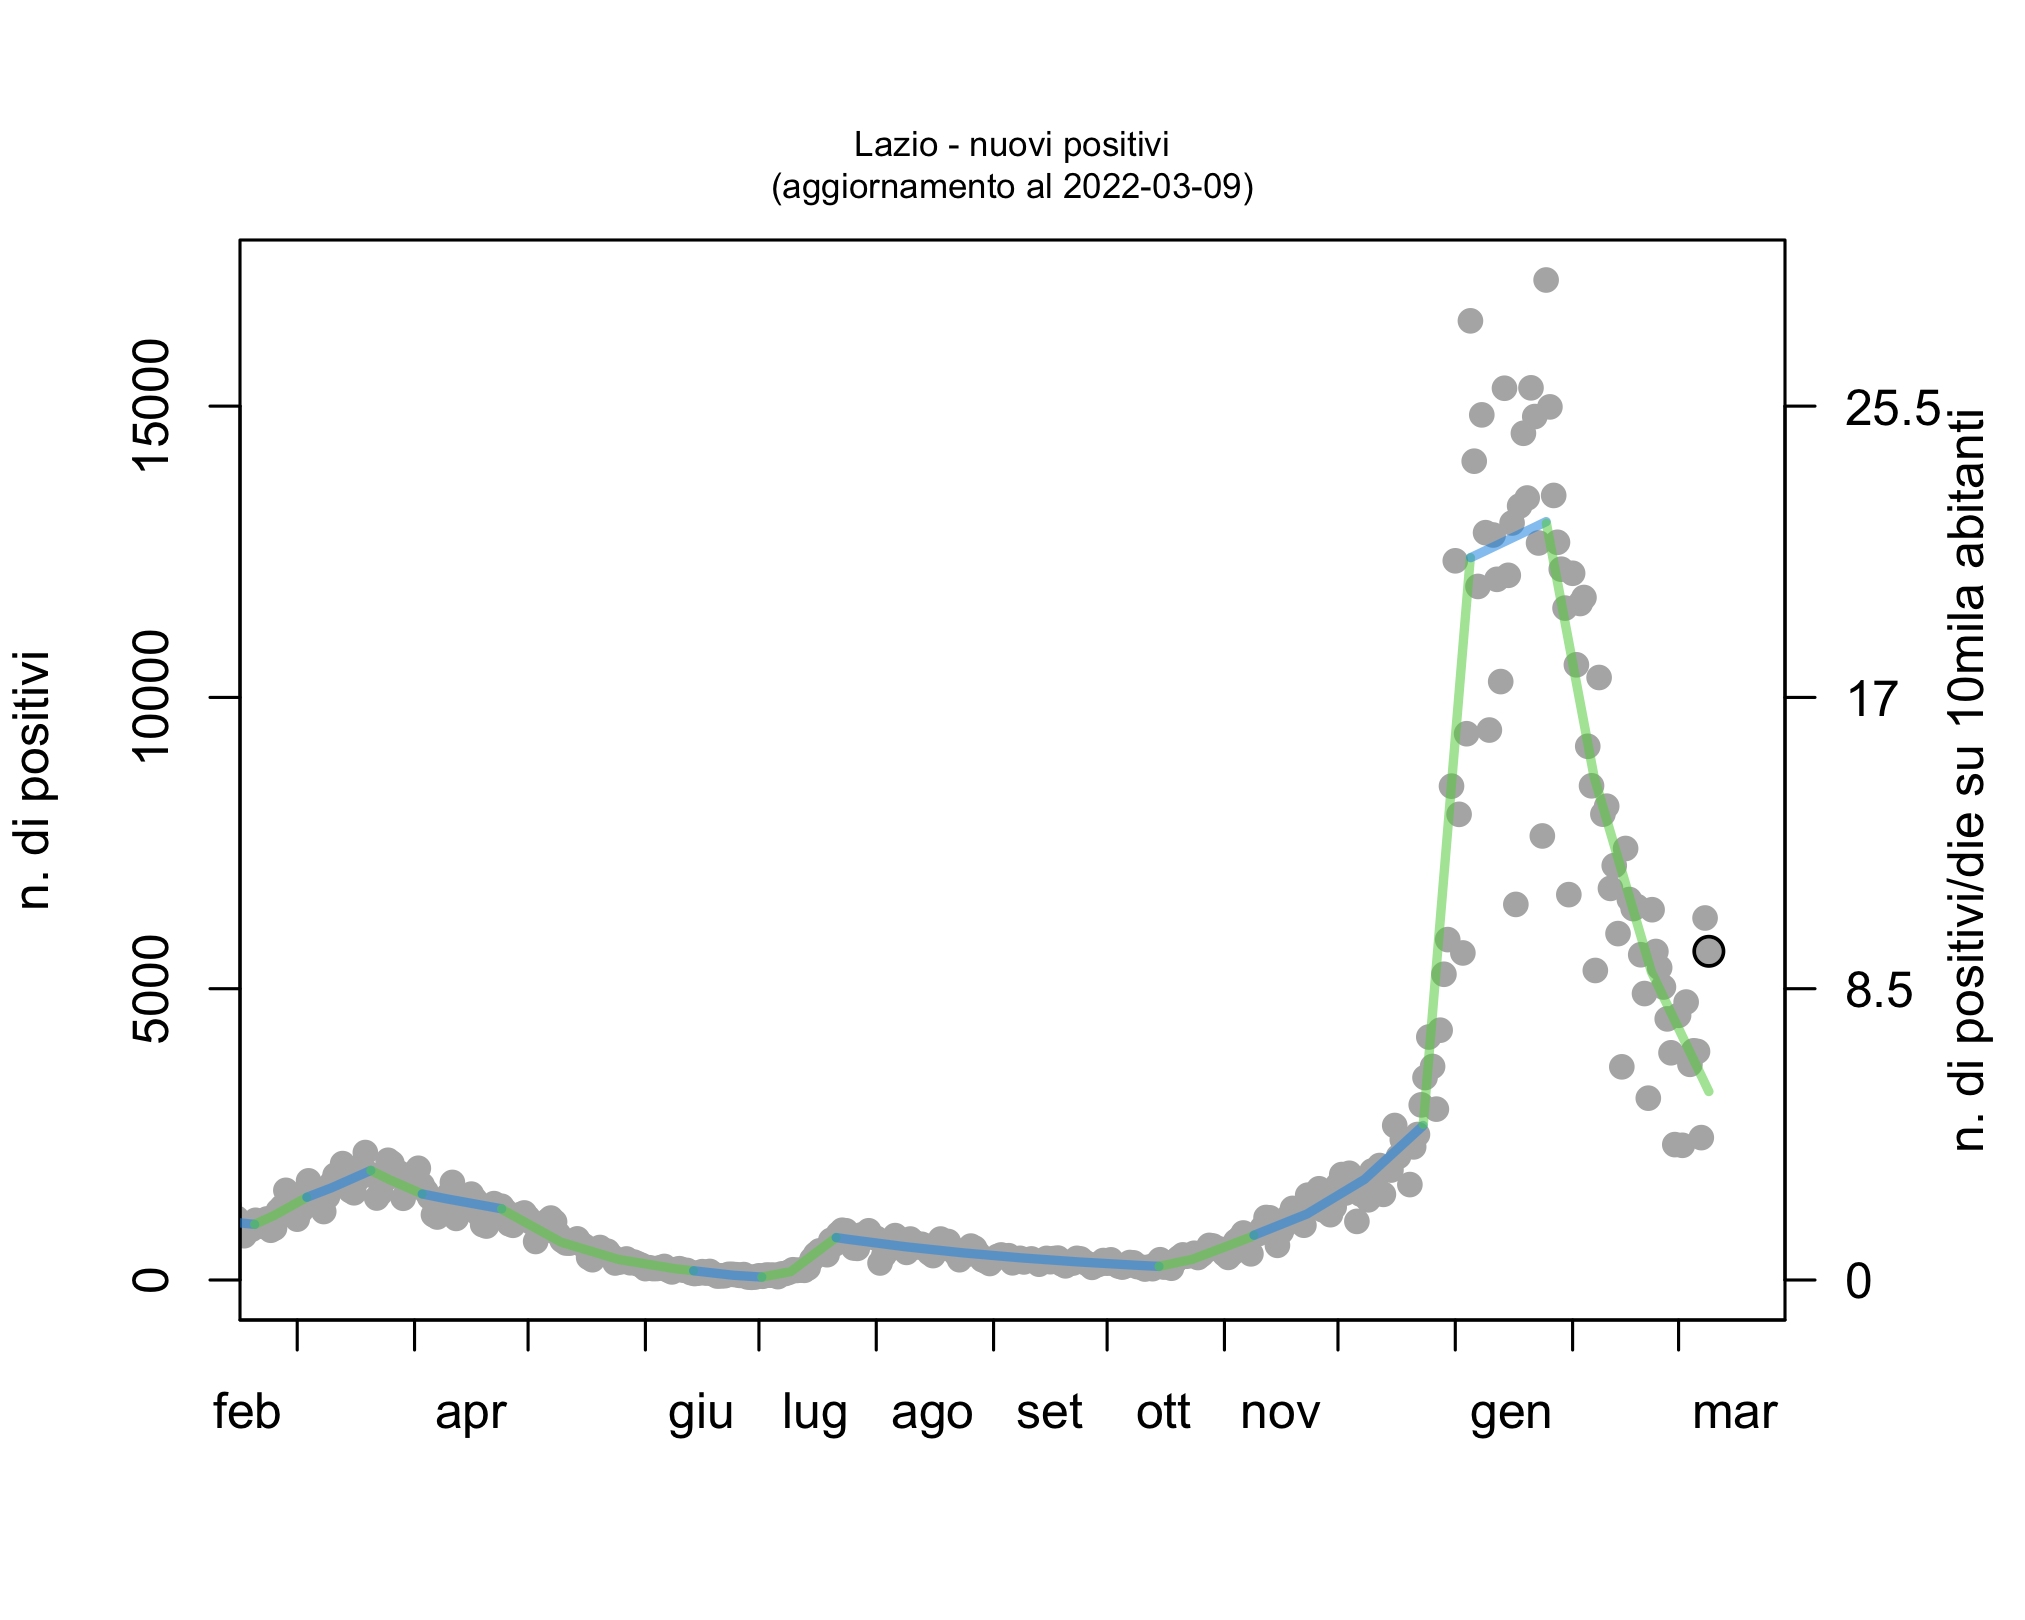 Lazio - nuovi positivi
(aggiornamento al 2022-03-09)
n. di positivi
15000
10000
5000
0
25.5
17
8.5
0
n. di positivi/die su 10mila abitanti
feb apr giu lug ago set ott nov gen mar